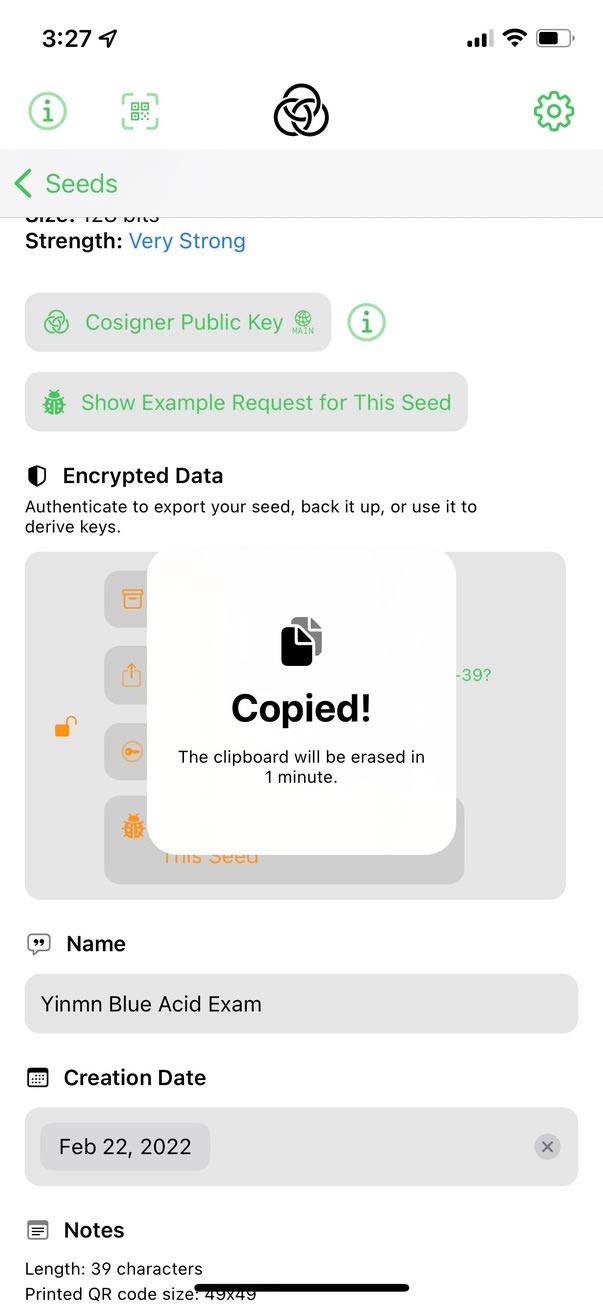 3:27
Seeds
Size: 128 bits
Strength: Very Strong
Cosigner Public Key MAIN
Show Example Request for This Seed
Encrypted Data
Authenticate to export your seed, back it up, or use it to
derive keys.
-39?
Copied!
The clipboard will be erased in
1 minute.
This Seed
Name
Yinmn Blue Acid Exam
Creation Date
Feb 22, 2022
Notes
Length: 39 characters
Printed QR code size: 49x49